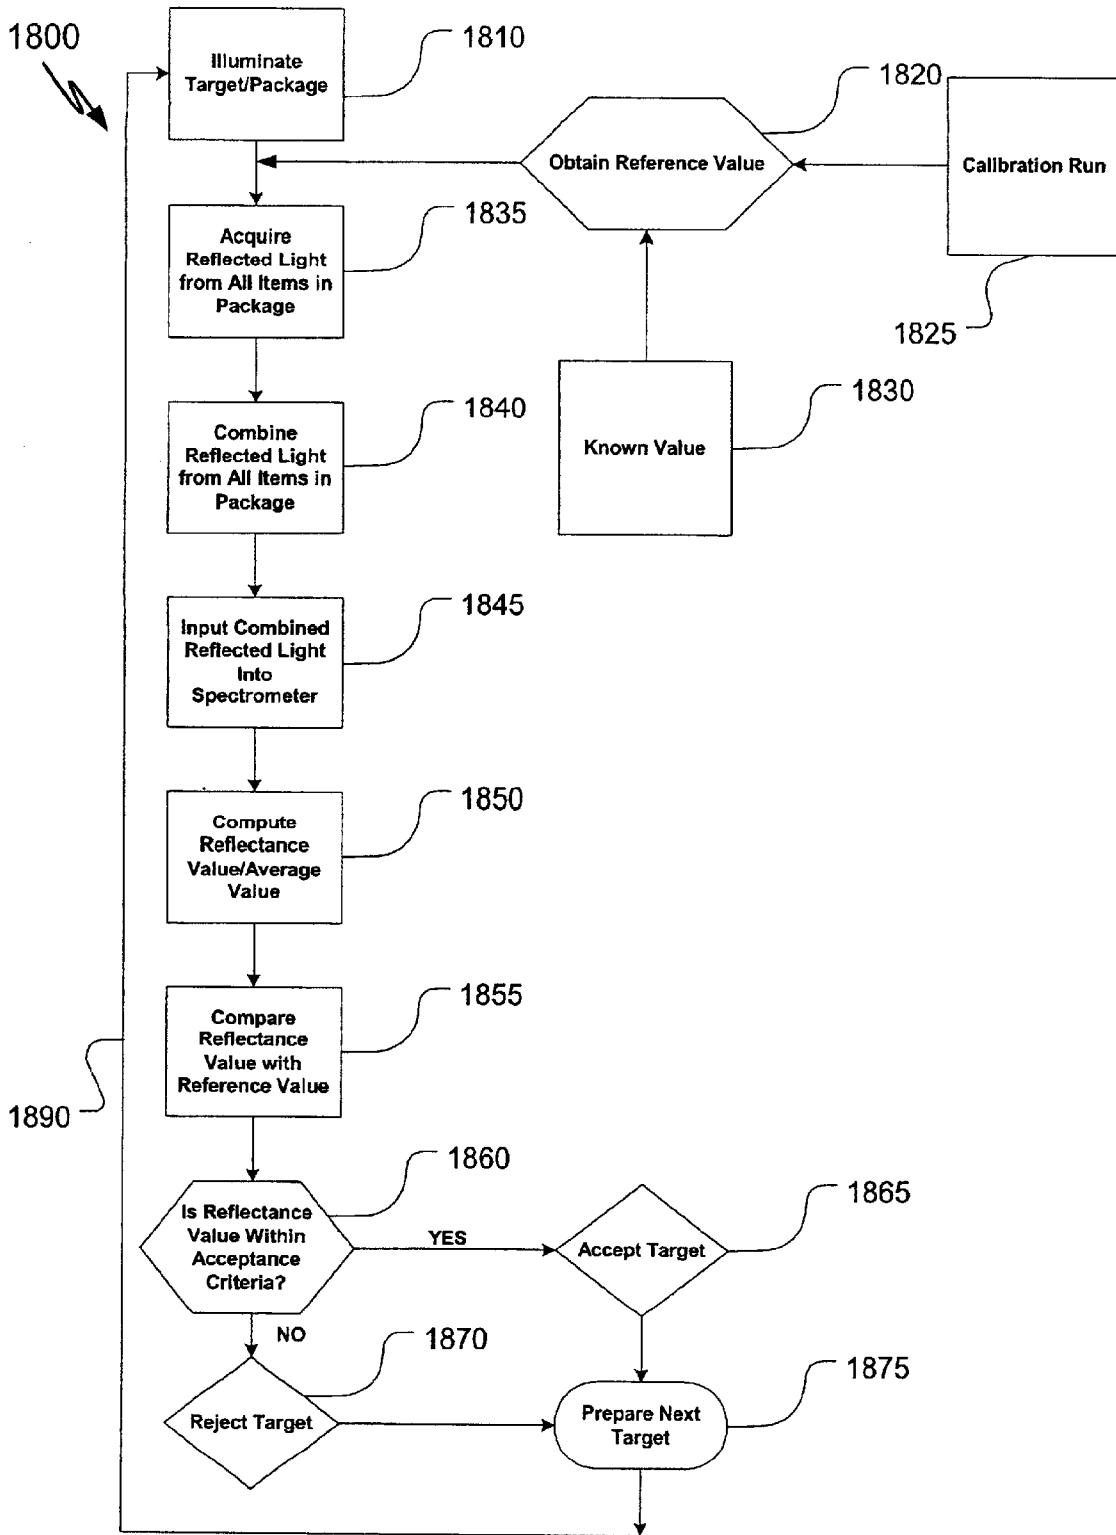 1800
Illuminate
Target/Package
1810
1820
Obtain Reference Value
Calibration Run
1825
1835
Acquire
Reflected Light
from All Items in
Package
1830
Known Value
1840
Combine
Reflected Light
from All Items in
Package
1845
Input Combined
Reflected Light
Into
Spectrometer
1850
Compute
Reflectance
Value/Average
Value
1855
Compare
Reflectance
Value with
Reference Value
1890
1860
Is Reflectance
Value Within
Acceptance
Criteria?
YES
Accept Target
1865
NO
1870
Reject Target
1875
Prepare Next
Target